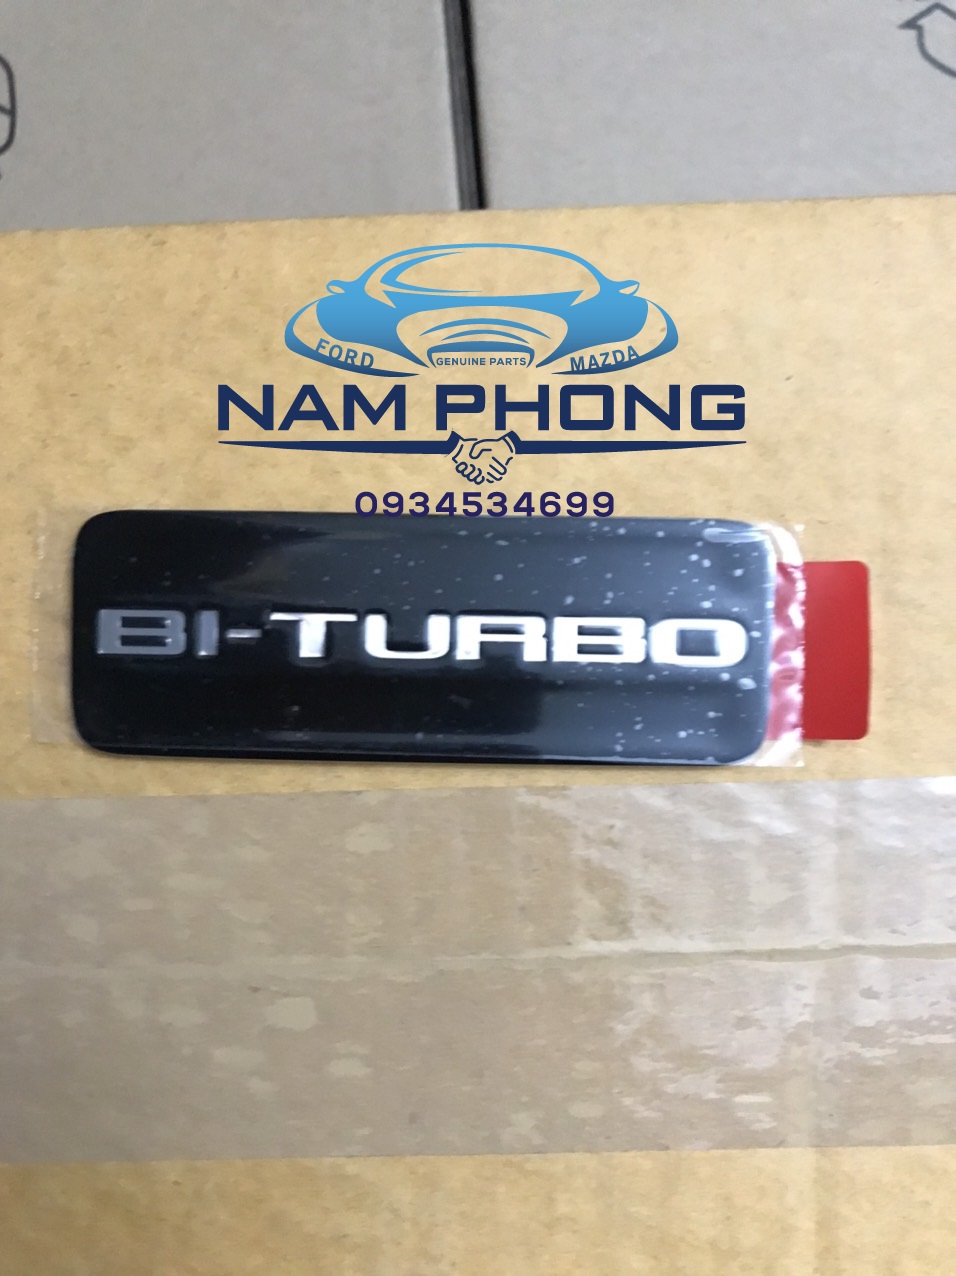 FORD
GENUINE PARTS
MAZDA
NAM PHONG
0934534699
BI-TURBO